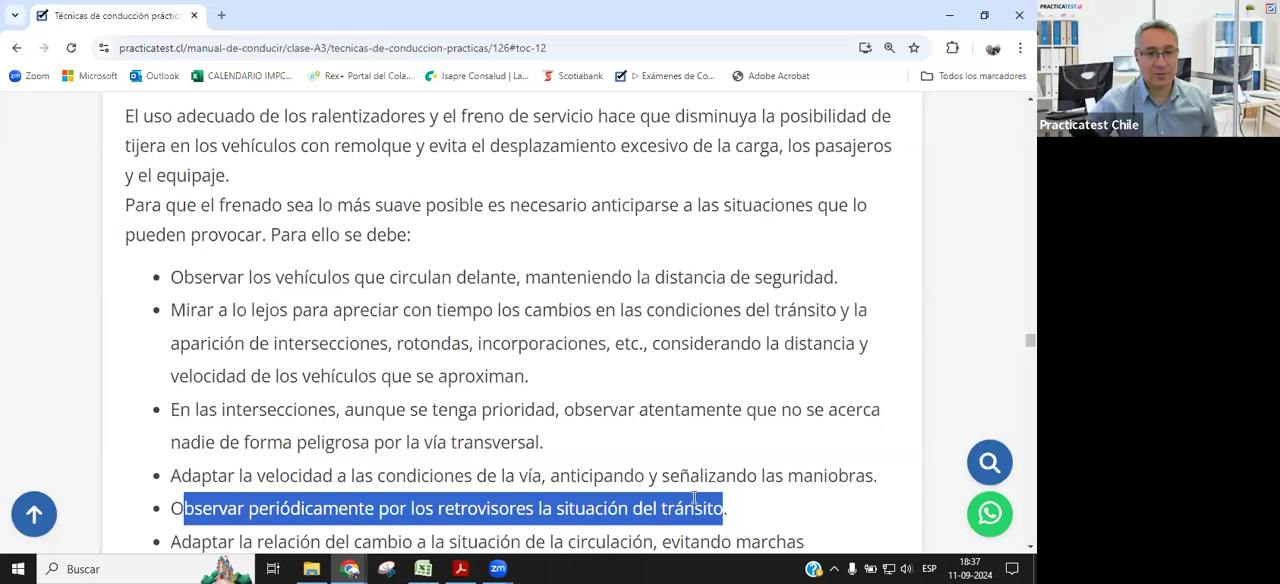 Técnicas de conducción práctic
practicatest.cl/manual-de-conducir/clase-A3/tecnicas-de-conduccion-practicas/126#toc-12
Zoom
Microsoft
Outlook
CALENDARIO IMPC...
Rex+ Portal del Cola...
Isapre Consalud | La...
Scotiabank
▷ Exámenes de Co...
Adobe Acrobat
Todos los marcadores
El uso adecuado de los ralentizadores y el freno de servicio hace que disminuya la posibilidad de
tijera en los vehículos con remolque y evita el desplazamiento excesivo de la carga, los pasajeros
y el equipaje.
Para que el frenado sea lo más suave posible es necesario anticiparse a las situaciones que lo
pueden provocar. Para ello se debe:
• Observar los vehículos que circulan delante, manteniendo la distancia de seguridad.
• Mirar a lo lejos para apreciar con tiempo los cambios en las condiciones del tránsito y la
aparición de intersecciones, rotondas, incorporaciones, etc., considerando la distancia y
velocidad de los vehículos que se aproximan.
• En las intersecciones, aunque se tenga prioridad, observar atentamente que no se acerca
nadie de forma peligrosa por la vía transversal.
• Adaptar la velocidad a las condiciones de la vía, anticipando y señalizando las maniobras.
• Observar periódicamente por los retrovisores la situación del tránsito.
• Adaptar la relación del cambio a la situación de la circulación, evitando marchas
PRACTICATEST.cl
Practicatest Chile
Buscar
zm
ESP
18:37
11-09-2024